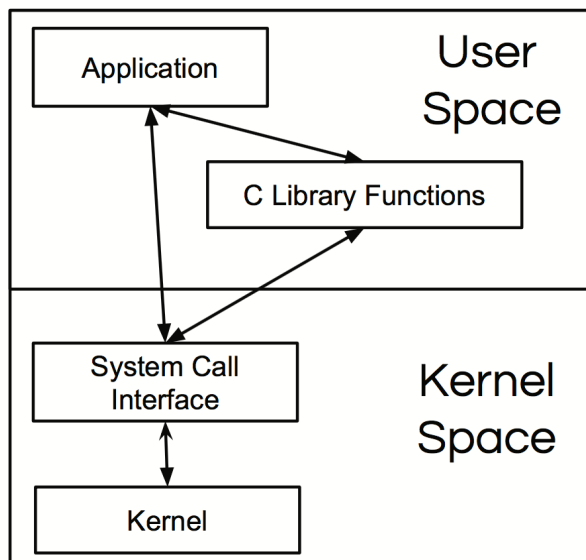 Application
User
Space
C Library Functions
System Call
Interface
Kernel
Space
Kernel